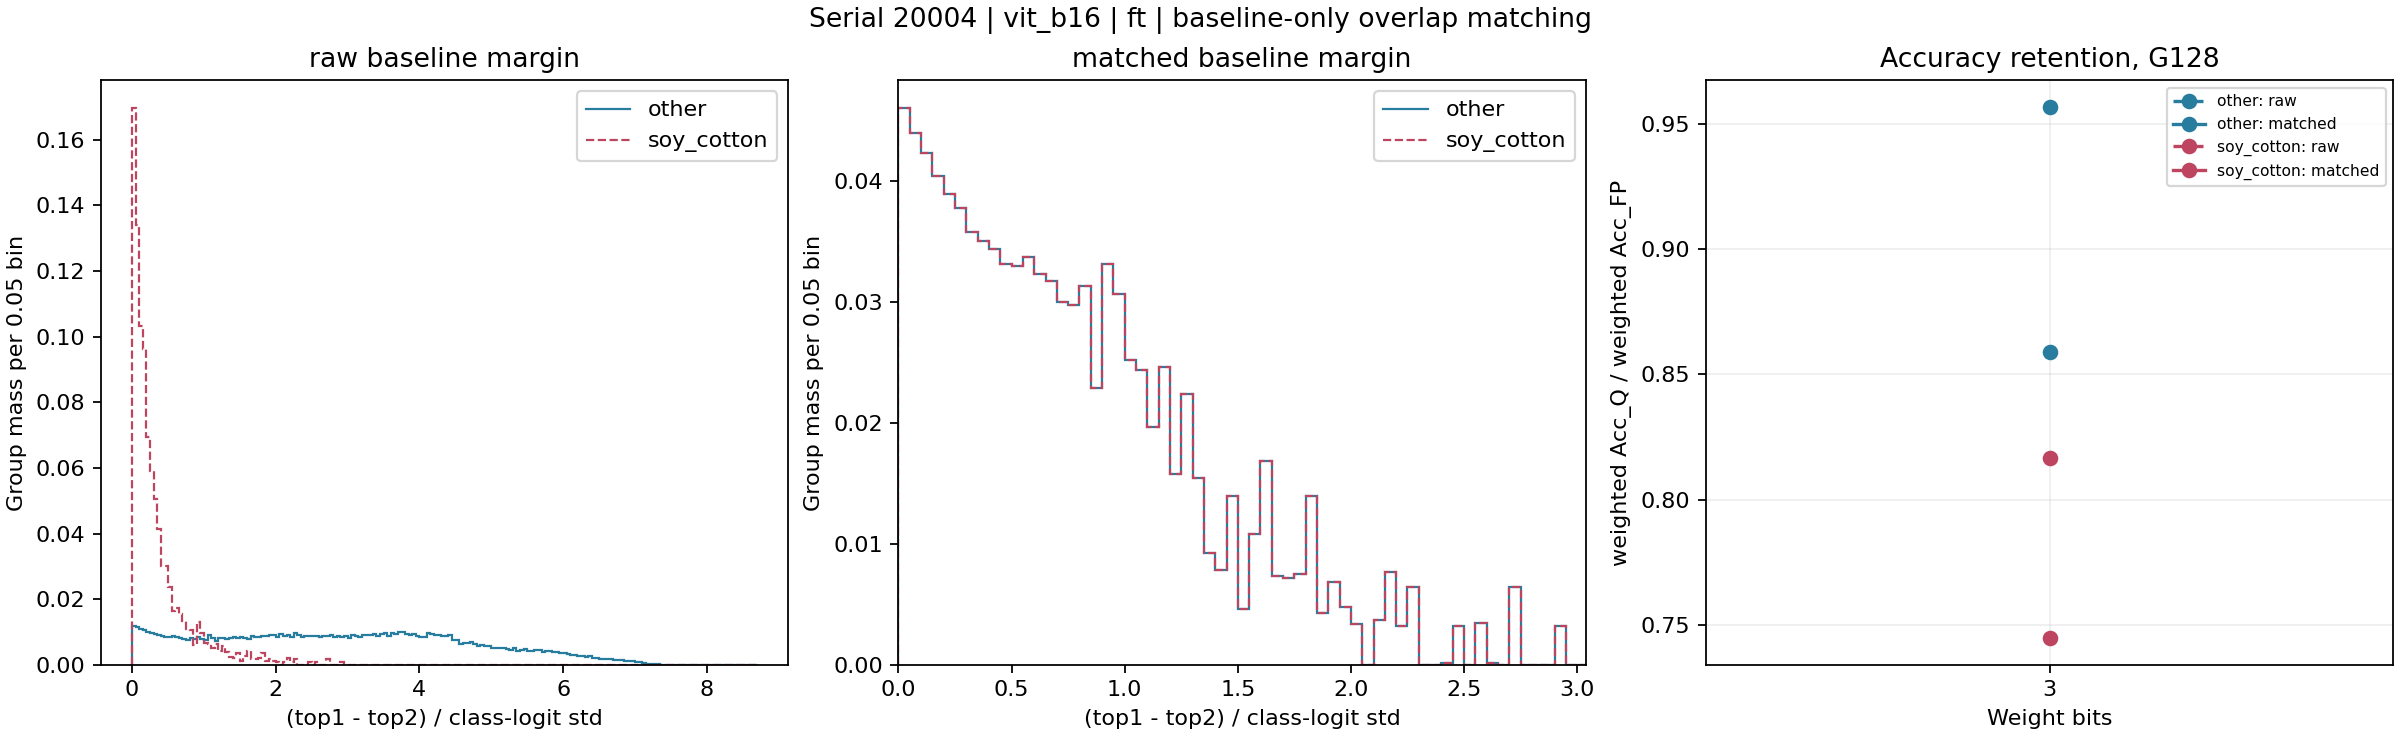 Serial 20004 | vit_b16 | ft | baseline-only overlap matching
raw baseline margin
Group mass per 0.05 bin
0.16
0.14
0.12
0.10
0.08
0.06
0.04
0.02
0.00
0
2
4
6
8
(top1 - top2) / class-logit std
other
soy_cotton
matched baseline margin
Group mass per 0.05 bin
0.04
0.03
0.02
0.01
0.00
0.0
0.5
1.0
1.5
2.0
2.5
3.0
(top1 - top2) / class-logit std
other
soy_cotton
Accuracy retention, G128
weighted Acc_Q / weighted Acc_FP
0.95
0.90
0.85
0.80
0.75
3
Weight bits
other: raw
other: matched
soy_cotton: raw
soy_cotton: matched